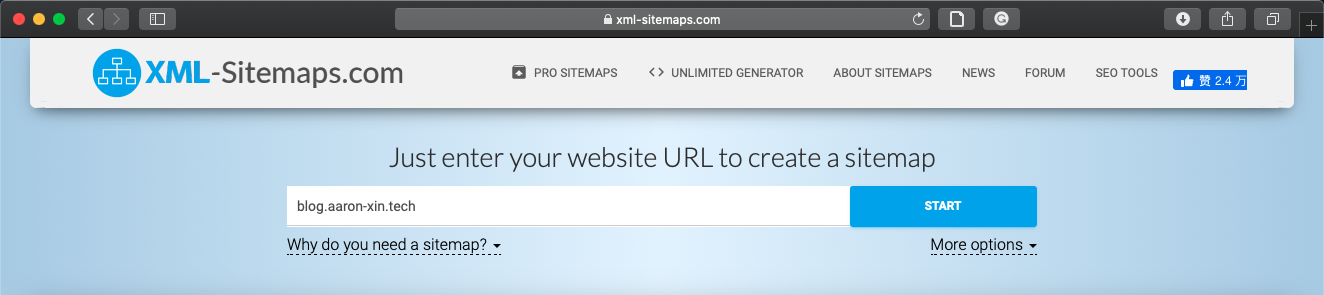 xml-sitemaps.com
XML-Sitemaps.com
PRO SITEMAPS
UNLIMITED GENERATOR
ABOUT SITEMAPS
NEWS
FORUM
SEO TOOLS
赞 2.4 万
Just enter your website URL to create a sitemap
blog.aaron-xin.tech
START
Why do you need a sitemap?
More options